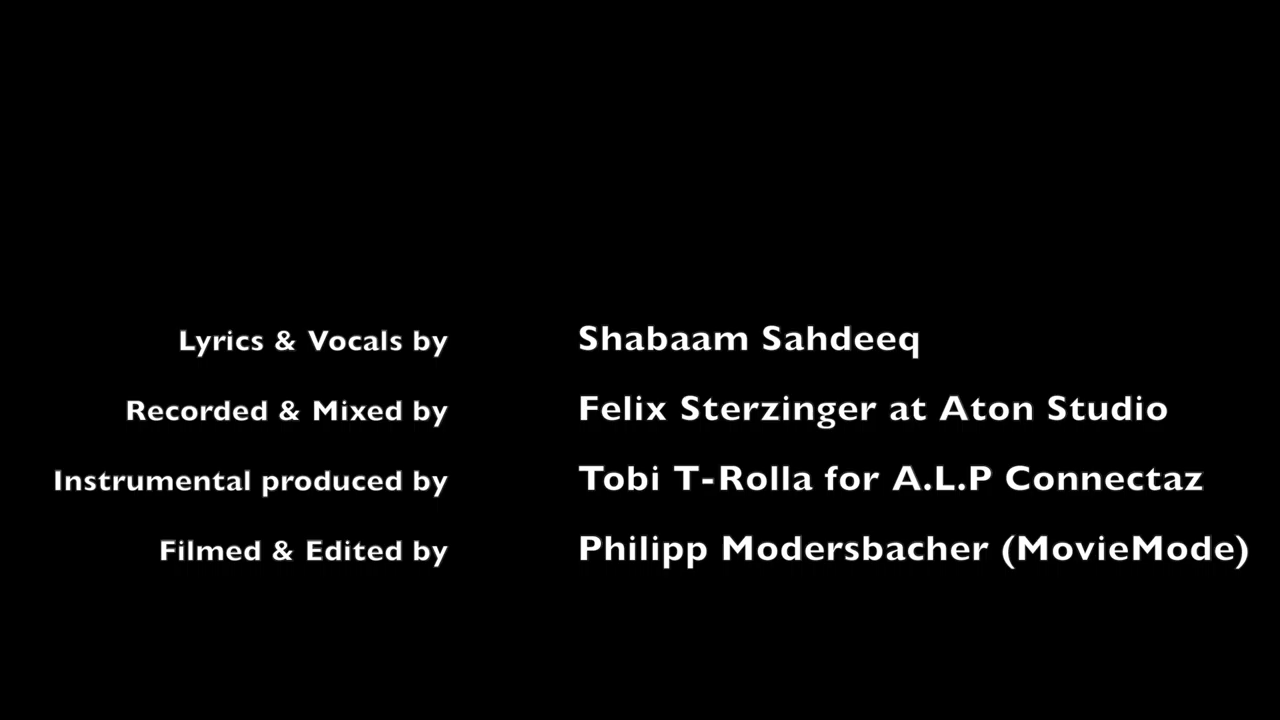 Lyrics & Vocals by Shabaam Sahdeeq
Recorded & Mixed by Felix Sterzinger at Aton Studio
Instrumental produced by Tobi T-Rolla for A.L.P Connectaz
Filmed & Edited by Philipp Modersbacher (MovieMode)